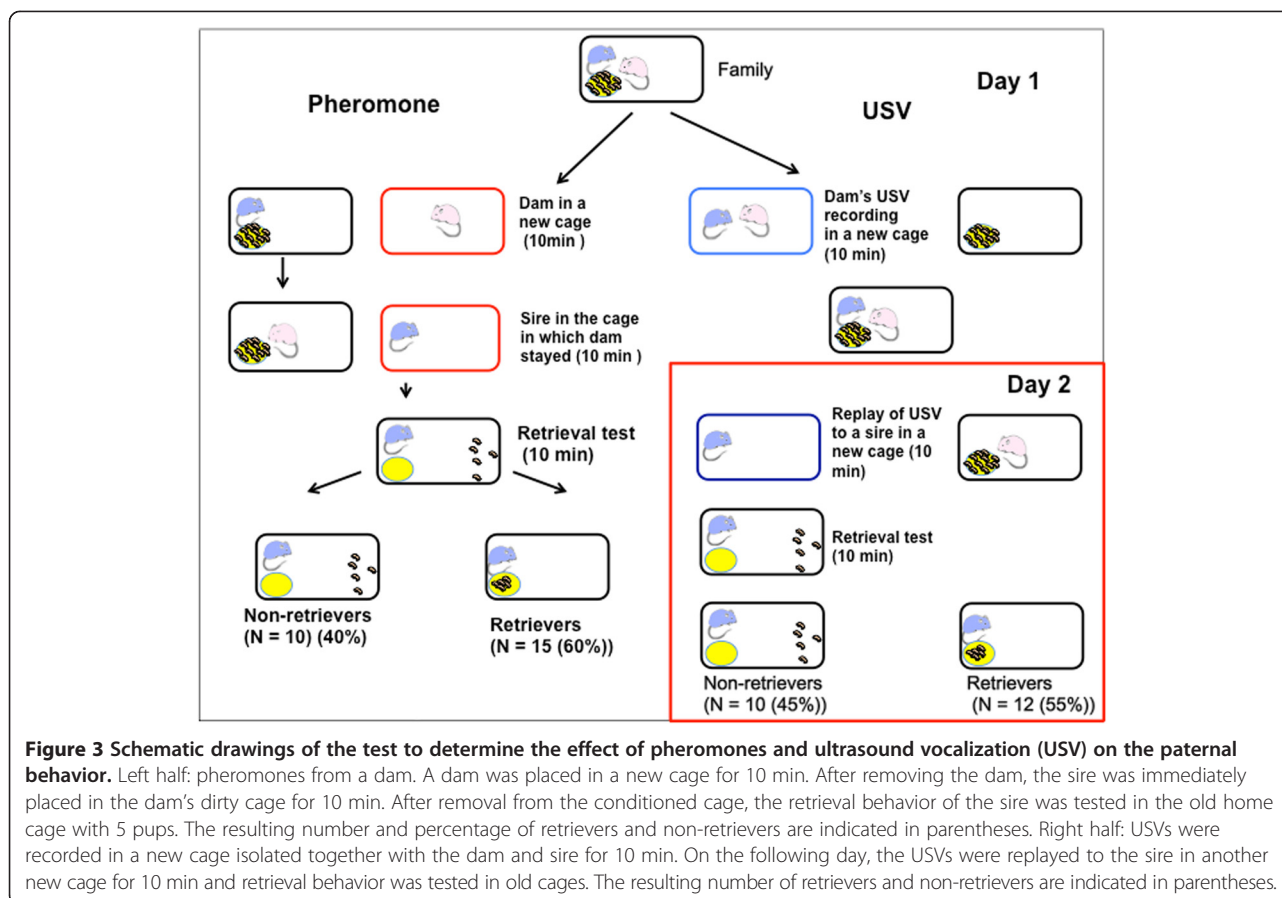 Family
Day 1
Pheromone
USV
Dam in a
new cage
(10min )
Dam's USV
recording
in a new cage
(10 min)
Sire in the cage
in which dam
stayed (10 min )
Retrieval test
(10 min)
Non-retrievers
(N = 10) (40%)
Retrievers
(N = 15 (60%))
Day 2
Replay of USV
to a sire in a
new cage (10
min)
Retrieval test
(10 min)
Non-retrievers
(N = 10 (45%))
Retrievers
(N = 12 (55%))
Figure 3 Schematic drawings of the test to determine the effect of pheromones and ultrasound vocalization (USV) on the paternal
behavior. Left half: pheromones from a dam. A dam was placed in a new cage for 10 min. After removing the dam, the sire was immediately
placed in the dam's dirty cage for 10 min. After removal from the conditioned cage, the retrieval behavior of the sire was tested in the old home
cage with 5 pups. The resulting number and percentage of retrievers and non-retrievers are indicated in parentheses. Right half: USVs were
recorded in a new cage isolated together with the dam and sire for 10 min. On the following day, the USVs were replayed to the sire in another
new cage for 10 min and retrieval behavior was tested in old cages. The resulting number of retrievers and non-retrievers are indicated in parentheses.